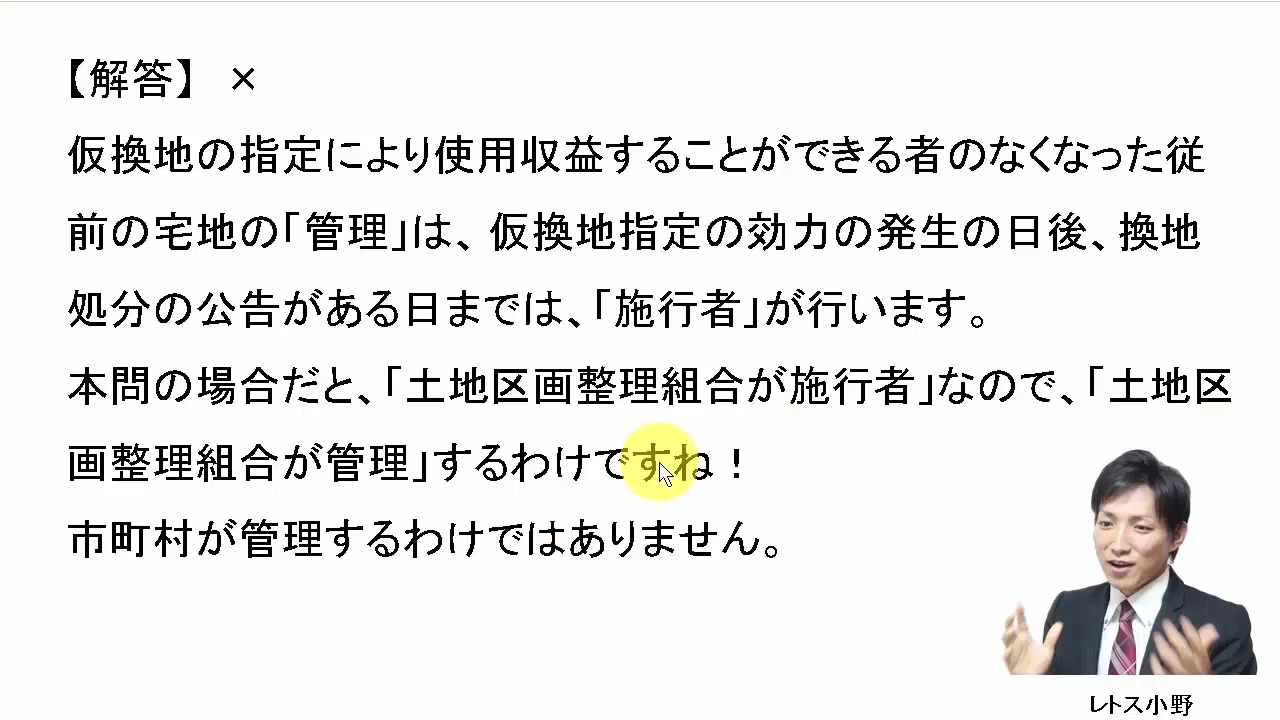 【解答】 ×
仮換地の指定により使用収益することができる者のなくなった従
前の宅地の「管理」は、仮換地指定の効力の発生の日後、換地
処分の公告がある日までは、「施行者」が行います。
本問の場合だと、「土地区画整理組合が施行者」なので、「土地区
画整理組合が管理」するわけですね！
市町村が管理するわけではありません。
レトス小野